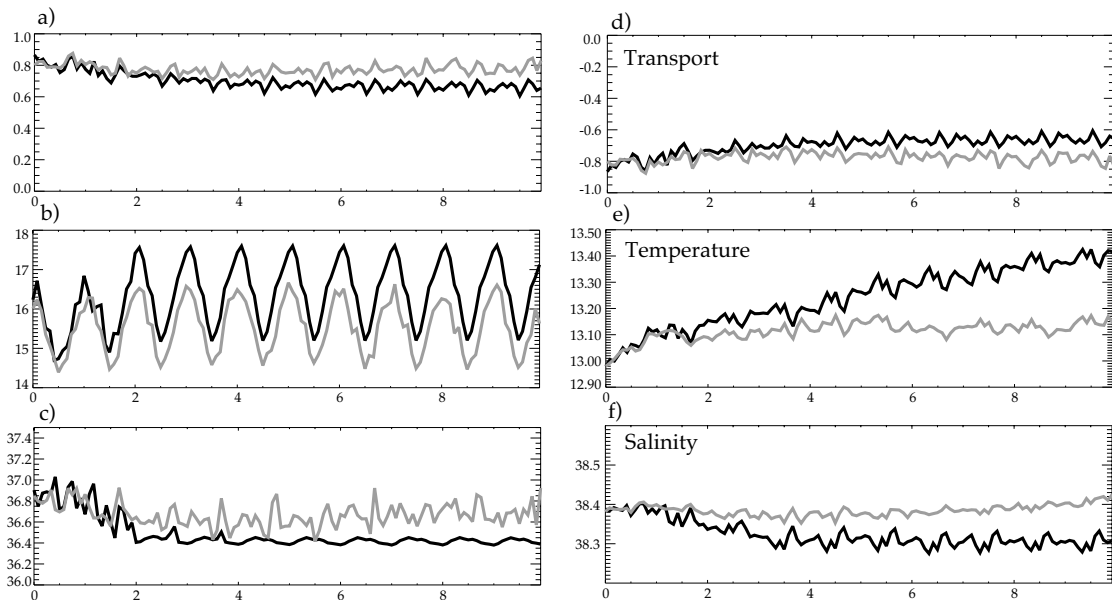 a)
1.0
0.8
0.6
0.4
0.2
0.0
0 2 4 6 8
d)
Transport
-0.0
-0.2
-0.4
-0.6
-0.8
-1.0
0 2 4 6 8
b)
18
17
16
15
14
0 2 4 6 8
e)
Temperature
13.50
13.40
13.30
13.20
13.10
13.00
12.90
0 2 4 6 8
c)
37.4
37.2
37.0
36.8
36.6
36.4
36.2
36.0
0 2 4 6 8
f)
Salinity
38.5
38.4
38.3
0 2 4 6 8